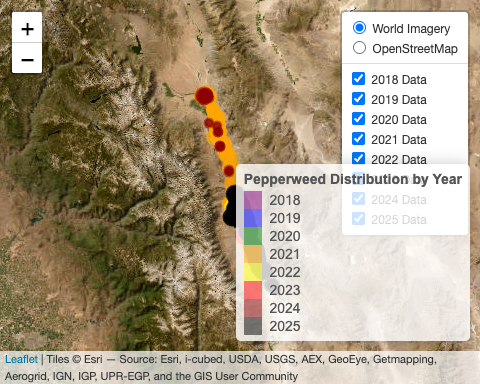 +
−
World Imagery
OpenStreetMap
2018 Data
2019 Data
2020 Data
2021 Data
2022 Data
2024 Data
2025 Data
Pepperweed Distribution by Year
2018
2019
2020
2021
2022
2023
2024
2025
Leaflet | Tiles © Esri — Source: Esri, i-cubed, USDA, USGS, AEX, GeoEye, Getmapping,
Aerogrid, IGN, IGP, UPR-EGP, and the GIS User Community